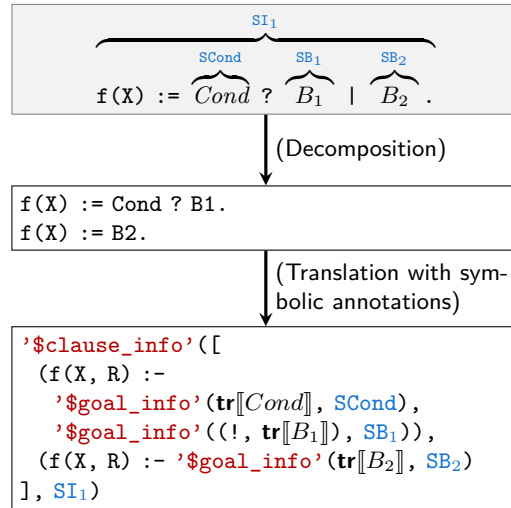 SI₁
SCond SB₁ SB₂
f(X) := Cond ? B₁ | B₂ .
(Decomposition)
f(X) := Cond ? B1.
f(X) := B2.
(Translation with sym-
bolic annotations)
'$clause_info'([
(f(X, R) :-
'$goal_info'(tr⟦Cond⟧, SCond),
'$goal_info'((!, tr⟦B₁⟧), SB₁)),
(f(X, R) :- '$goal_info'(tr⟦B₂⟧, SB₂)
], SI₁)